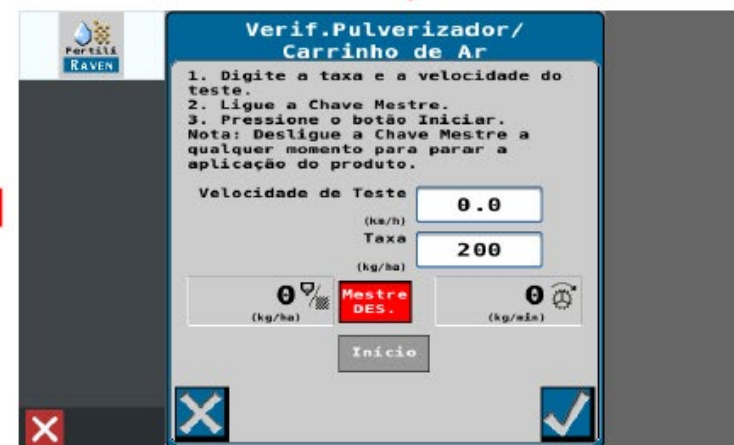 Fertili
RAVEN
Verif.Pulverizador/
Carrinho de Ar
1. Digite a taxa e a velocidade do
teste.
2. Ligue a Chave Mestre.
3. Pressione o botão Iniciar.
Nota: Desligue a Chave Mestre a
qualquer momento para parar a
aplicação do produto.
Velocidade de Teste
(km/h)
0.0
Taxa
(kg/ha)
200
0
(kg/ha)
Mestre
DES.
0
(kg/min)
Início